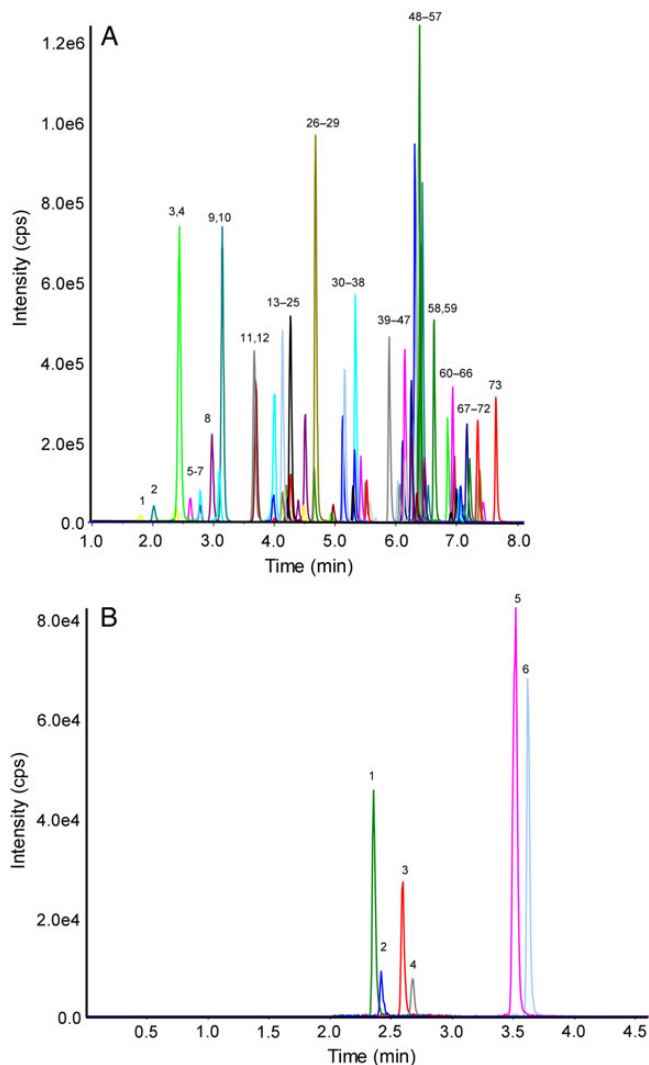 A
48–57
1.2e6
1.0e6
26–29
8.0e5
3,4
9,10
6.0e5
30–38
13–25
39–47
58,59
11,12
4.0e5
60–66
73
8
67–72
2.0e5
5-7
1
2
0.0
1.0 2.0 3.0 4.0 5.0 6.0 7.0 8.0
Time (min)
Intensity (cps)
B
5
8.0e4
6
6.0e4
1
4.0e4
3
2.0e4
2
4
0.0
0.5 1.0 1.5 2.0 2.5 3.0 3.5 4.0 4.5
Time (min)
Intensity (cps)